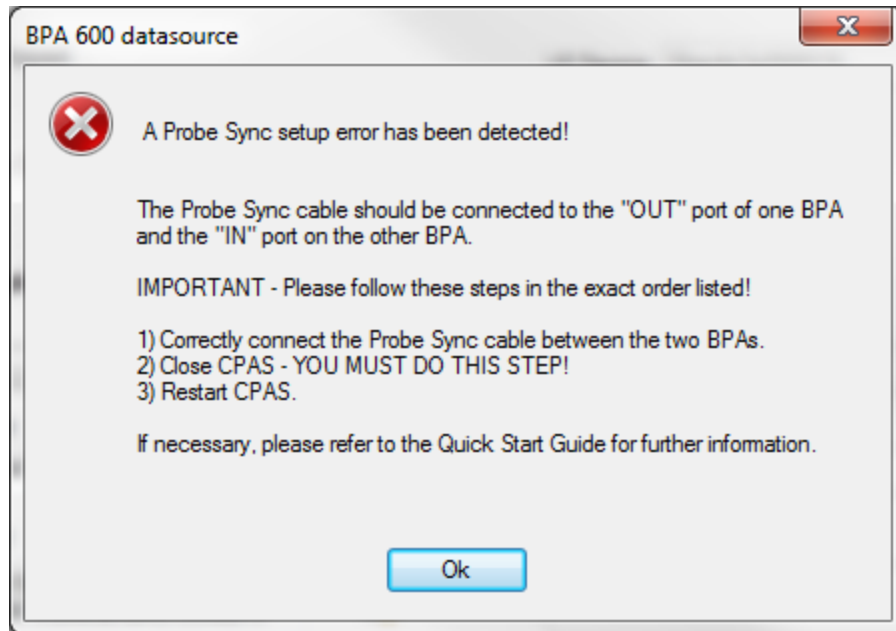 BPA 600 datasource
A Probe Sync setup error has been detected!
The Probe Sync cable should be connected to the "OUT" port of one BPA
and the "IN" port on the other BPA.
IMPORTANT - Please follow these steps in the exact order listed!
1) Correctly connect the Probe Sync cable between the two BPAs.
2) Close CPAS - YOU MUST DO THIS STEP!
3) Restart CPAS.
If necessary, please refer to the Quick Start Guide for further information.
Ok